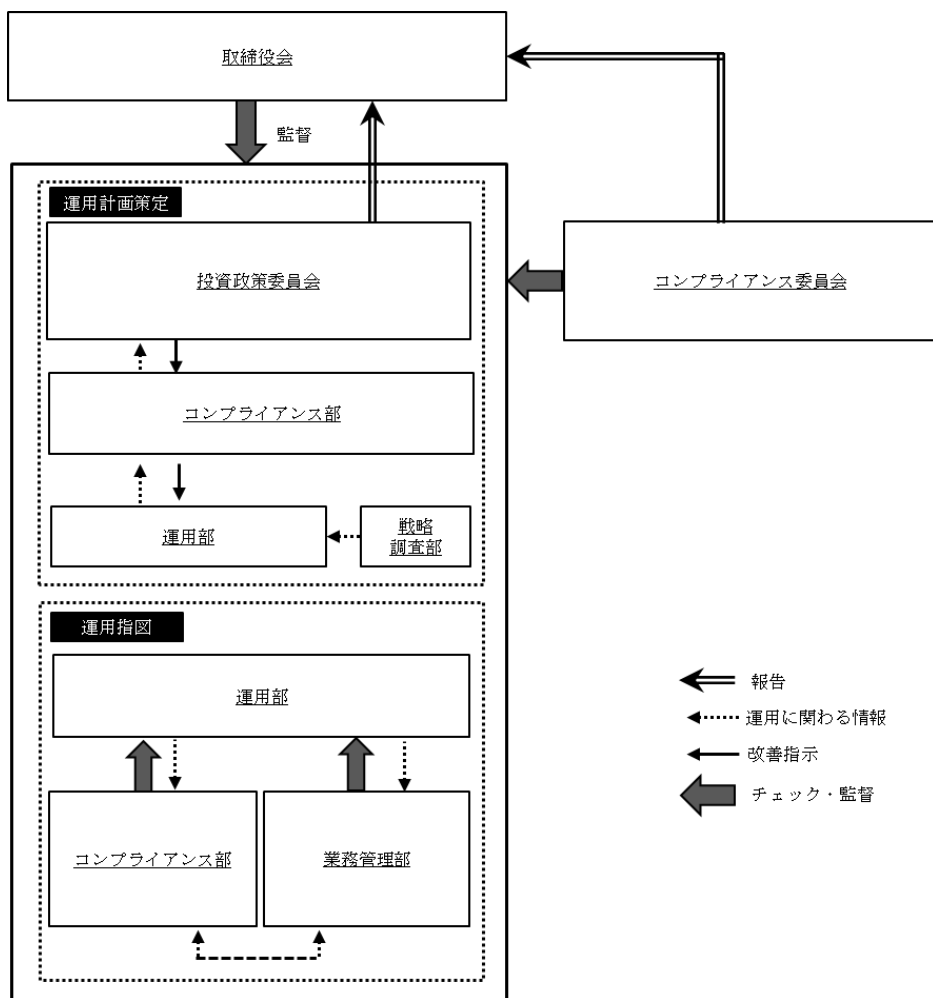 取締役会
監督
運用計画策定
投資政策委員会
コンプライアンス委員会
コンプライアンス部
運用部
戦略
調査部
運用指図
運用部
コンプライアンス部
業務管理部
報告
運用に関わる情報
改善指示
チェック・監督